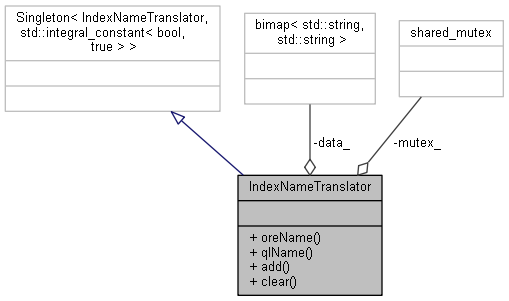 Singleton< IndexNameTranslator,
std::integral_constant< bool,
true > >
bimap< std::string,
std::string >
shared_mutex
-data_
-mutex_
IndexNameTranslator
+ oreName()
+ qlName()
+ add()
+ clear()